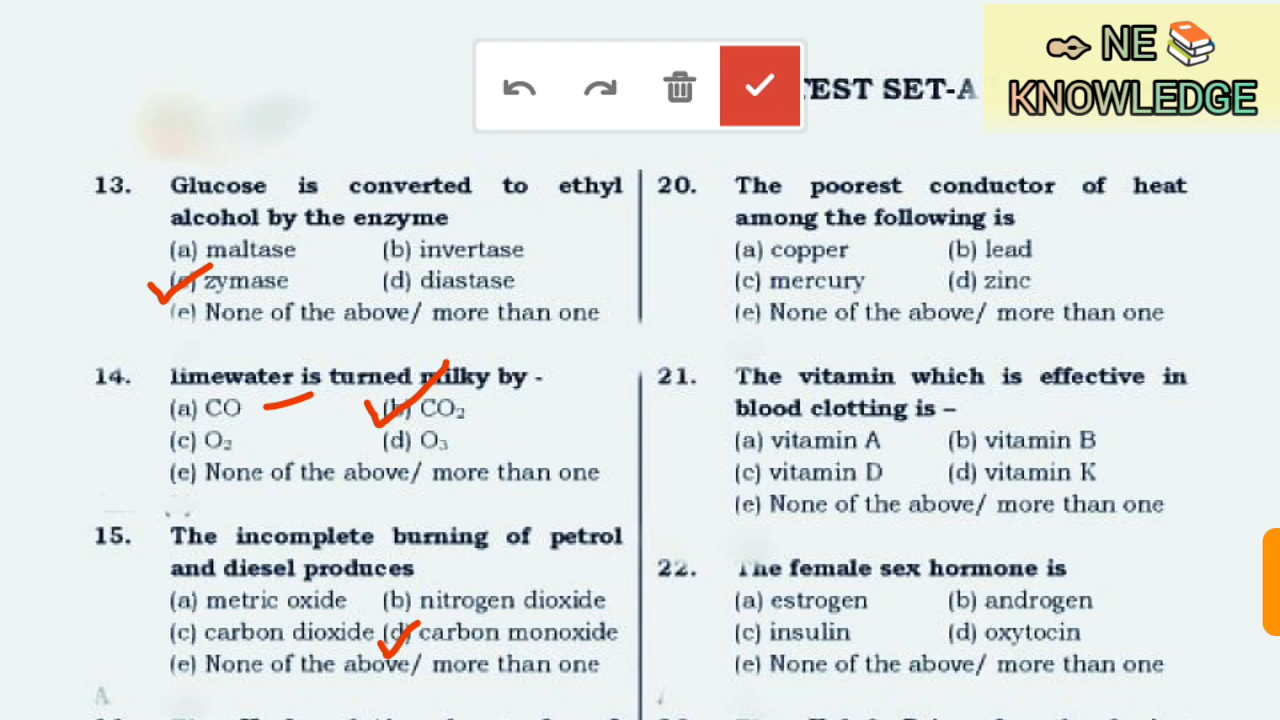 NE
KNOWLEDGE
TEST SET-A
13. Glucose is converted to ethyl
alcohol by the enzyme
(a) maltase (b) invertase
(c) zymase (d) diastase
(e) None of the above/ more than one
14. limewater is turned milky by -
(a) CO (b) CO₂
(c) O₂ (d) O₃
(e) None of the above/ more than one
15. The incomplete burning of petrol
and diesel produces
(a) metric oxide (b) nitrogen dioxide
(c) carbon dioxide (d) carbon monoxide
(e) None of the above/ more than one
A
20. The poorest conductor of heat
among the following is
(a) copper (b) lead
(c) mercury (d) zinc
(e) None of the above/ more than one
21. The vitamin which is effective in
blood clotting is –
(a) vitamin A (b) vitamin B
(c) vitamin D (d) vitamin K
(e) None of the above/ more than one
22. The female sex hormone is
(a) estrogen (b) androgen
(c) insulin (d) oxytocin
(e) None of the above/ more than one